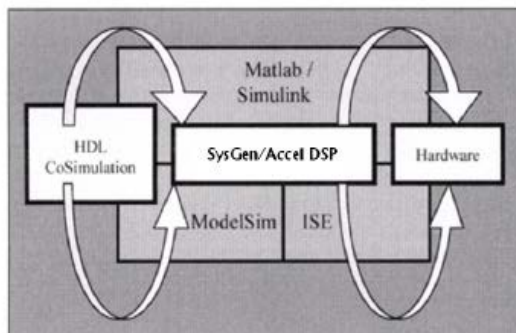 Matlab /
Simulink
HDL
CoSimulation
SysGen/Accel DSP
Hardware
ModelSim
ISE